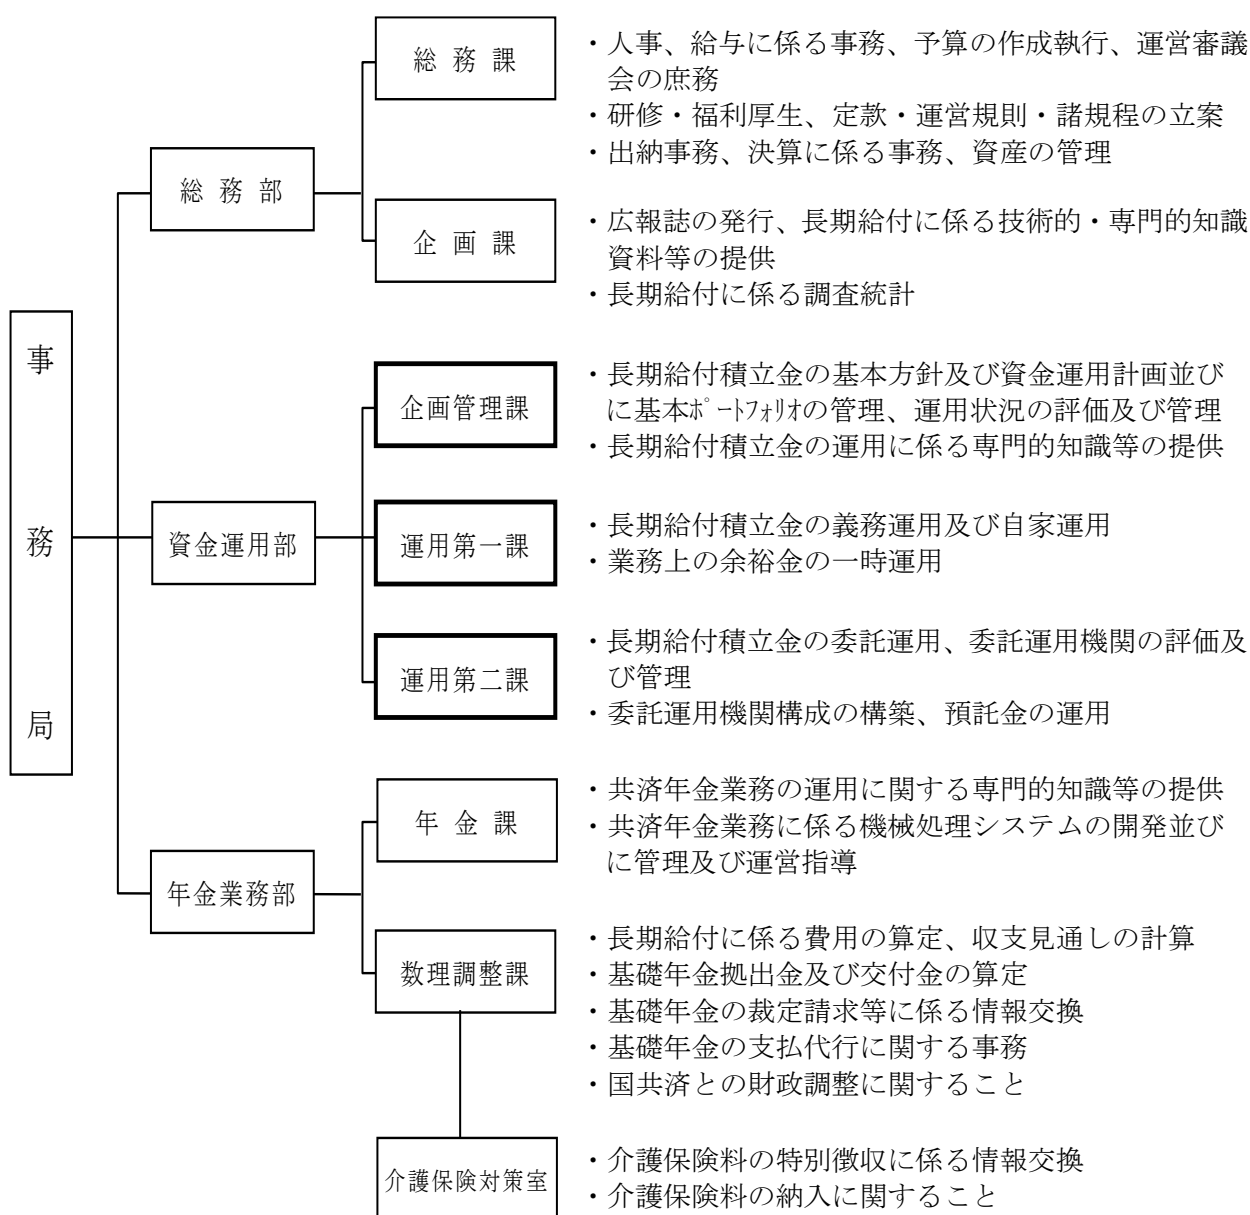 事務局
総務部
総務課
・人事、給与に係る事務、予算の作成執行、運営審議
会の庶務
・研修・福利厚生、定款・運営規則・諸規程の立案
・出納事務、決算に係る事務、資産の管理
企画課
・広報誌の発行、長期給付に係る技術的・専門的知識
資料等の提供
・長期給付に係る調査統計
資金運用部
企画管理課
・長期給付積立金の基本方針及び資金運用計画並び
に基本ﾎﾟｰﾄﾌｫﾘｵの管理、運用状況の評価及び管理
・長期給付積立金の運用に係る専門的知識等の提供
運用第一課
・長期給付積立金の義務運用及び自家運用
・業務上の余裕金の一時運用
運用第二課
・長期給付積立金の委託運用、委託運用機関の評価及
び管理
・委託運用機関構成の構築、預託金の運用
年金業務部
年金課
・共済年金業務の運用に関する専門的知識等の提供
・共済年金業務に係る機械処理システムの開発並び
に管理及び運営指導
数理調整課
・長期給付に係る費用の算定、収支見通しの計算
・基礎年金拠出金及び交付金の算定
・基礎年金の裁定請求等に係る情報交換
・基礎年金の支払代行に関する事務
・国共済との財政調整に関すること
介護保険対策室
・介護保険料の特別徴収に係る情報交換
・介護保険料の納入に関すること